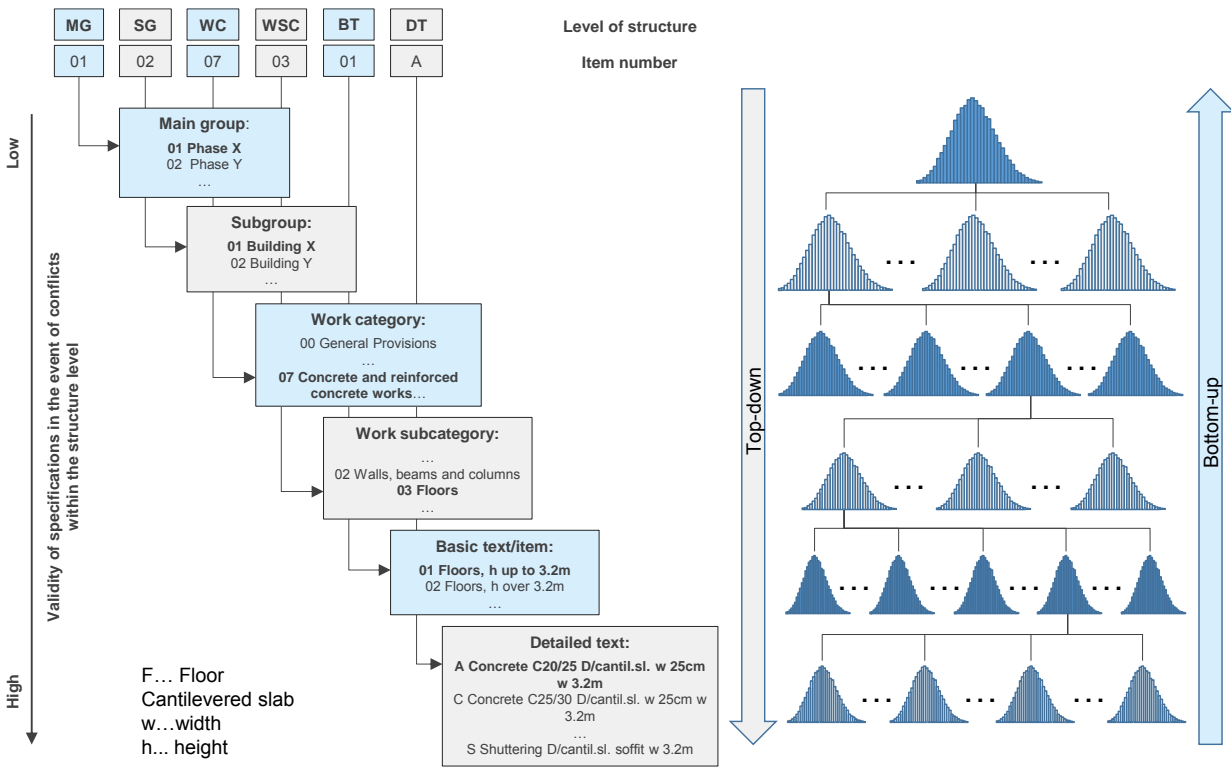 MG SG WC WSC BT DT Level of structure
01 02 07 03 01 A Item number
Low
High
Validity of specifications in the event of conflicts
within the structure level
Main group:
01 Phase X
02 Phase Y
…
Subgroup:
01 Building X
02 Building Y
…
Work category:
00 General Provisions
…
07 Concrete and reinforced
concrete works…
Work subcategory:
…
02 Walls, beams and columns
03 Floors
…
Basic text/item:
01 Floors, h up to 3.2m
02 Floors, h over 3.2m
…
Detailed text:
A Concrete C20/25 D/cantil.sl. w 25cm
w 3.2m
C Concrete C25/30 D/cantil.sl. w 25cm w
3.2m
…
S Shuttering D/cantil.sl. soffit w 3.2m
F… Floor
Cantilevered slab
w…width
h... height
Top-down
... ...
... ... ...
... ...
... ... ... ...
... ... ...
Bottom-up